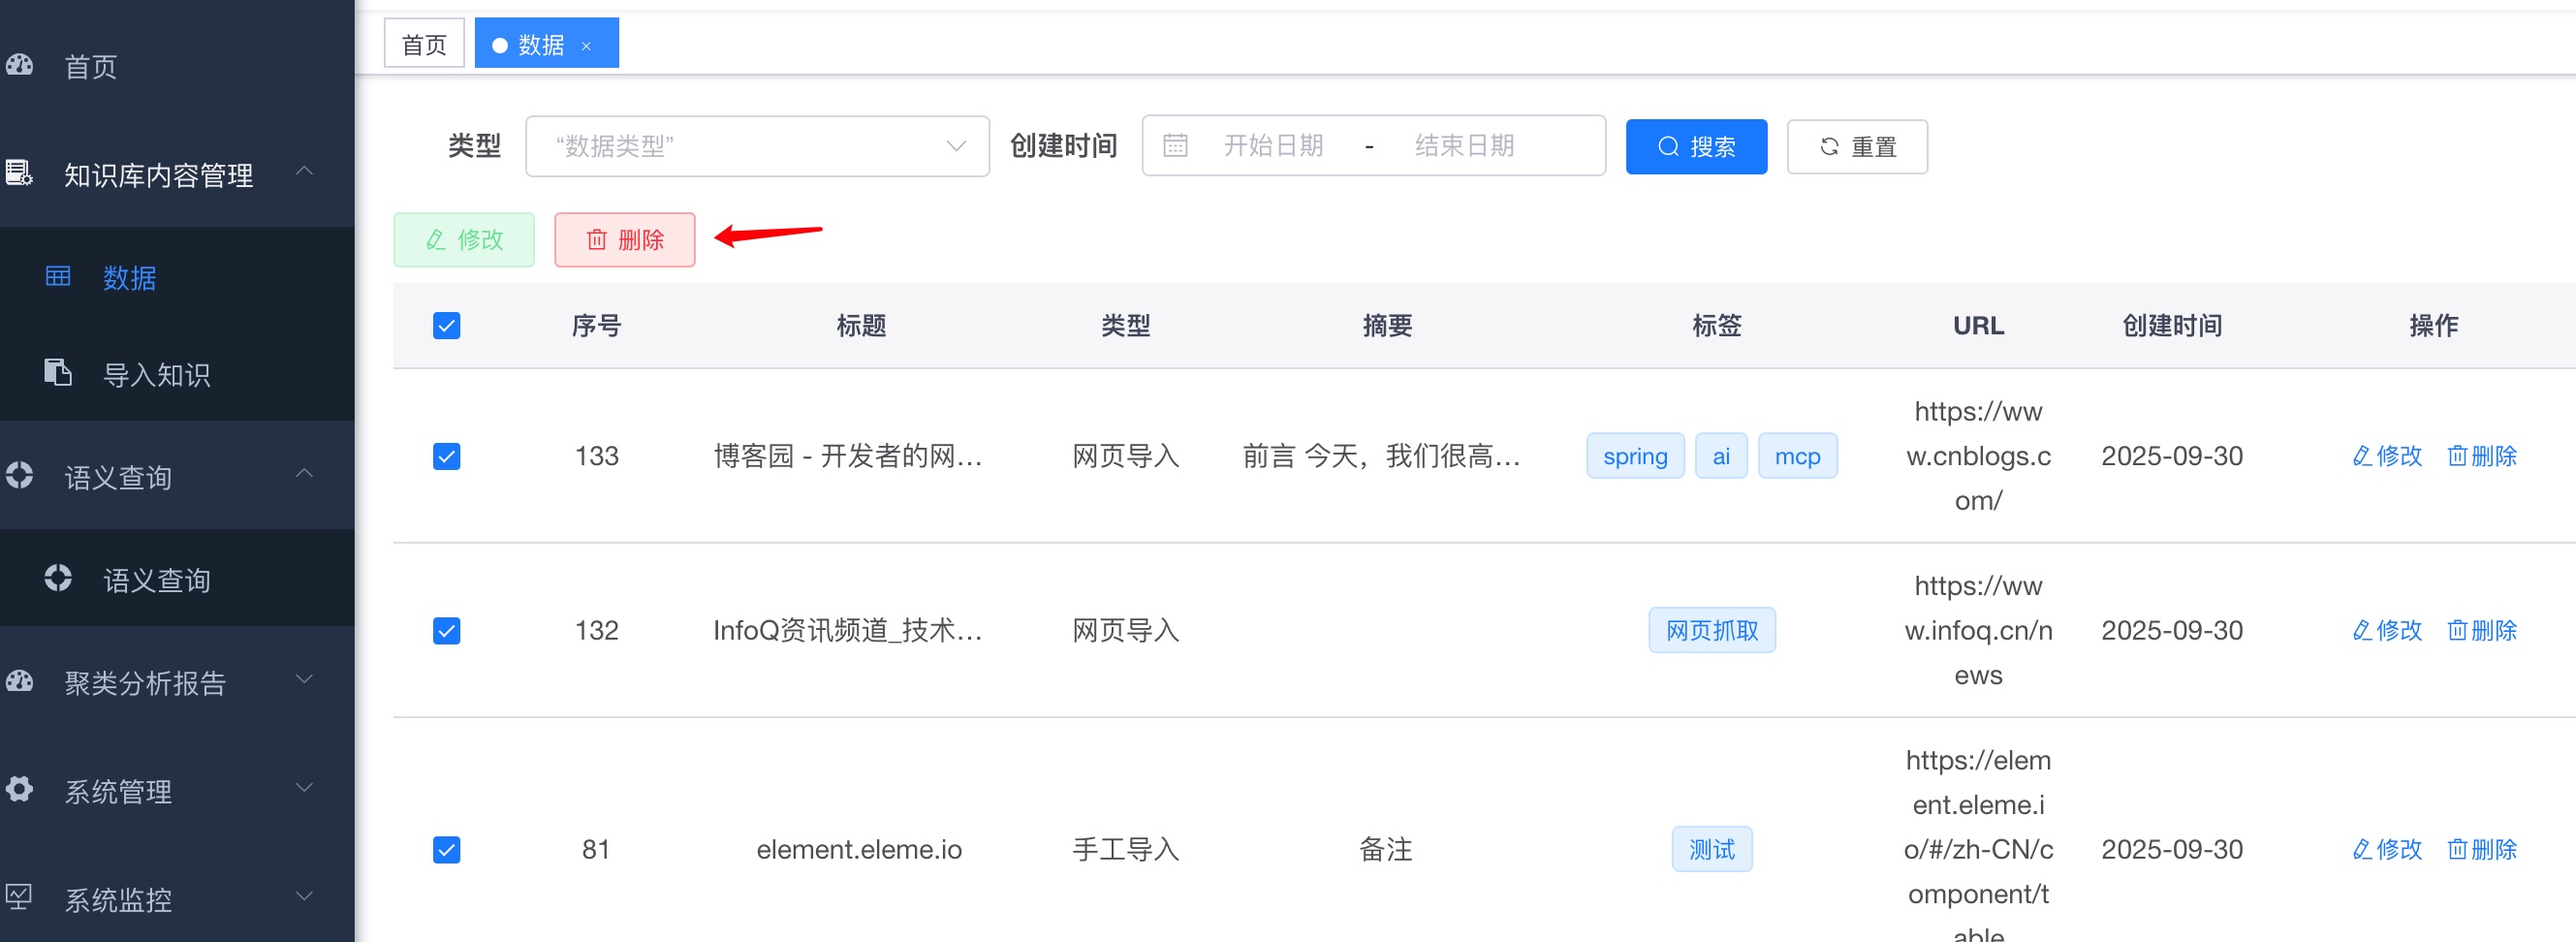 首页
知识库内容管理
数据
导入知识
语义查询
语义查询
聚类分析报告
系统管理
系统监控
首页 数据 ×
类型 “数据类型” 创建时间 开始日期 - 结束日期 搜索 重置
修改 删除
序号 标题 类型 摘要 标签 URL 创建时间 操作
133 博客园 - 开发者的网... 网页导入 前言 今天，我们很高... spring ai mcp https://ww
w.cnblogs.c
om/ 2025-09-30 修改 删除
132 InfoQ资讯频道_技术... 网页导入 网页抓取 https://ww
w.infoq.cn/n
ews 2025-09-30 修改 删除
81 element.eleme.io 手工导入 备注 测试 https://elem
ent.eleme.i
o/#/zh-CN/c
omponent/t
able 2025-09-30 修改 删除